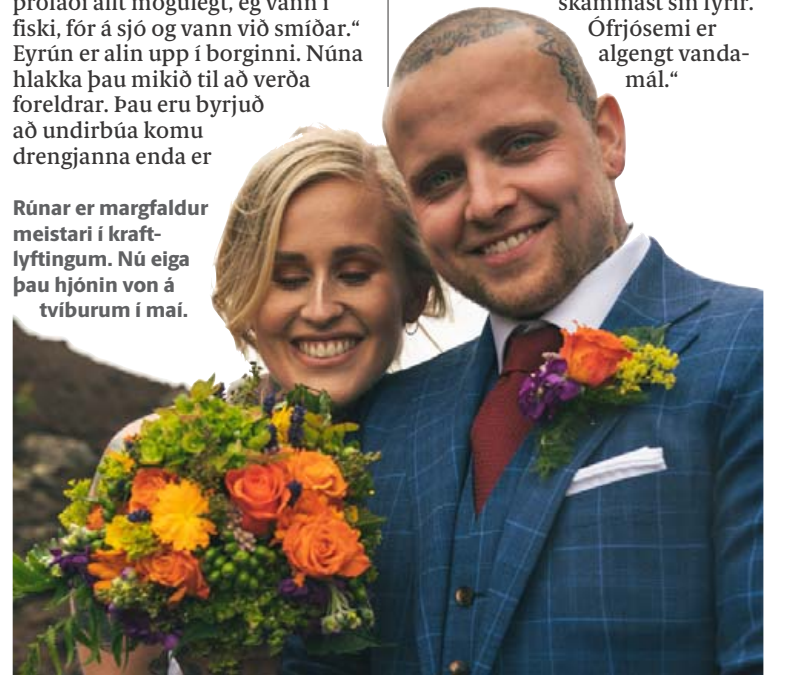 prófaði allt mögulegt, ég vann í
fiski, fór á sjó og vann við smíðar.“
Eyrún er alin upp í borginni. Núna
hlakka þau mikið til að verða
foreldrar. Þau eru byrjuð
að undirbúa komu
drengjanna enda er
Rúnar er margfaldur
meistari í kraft-
lyftingum. Nú eiga
þau hjónin von á
tvíburum í maí.
skammast sín fyrir.
Ófrjósemi er
algengt vanda-
mál.“